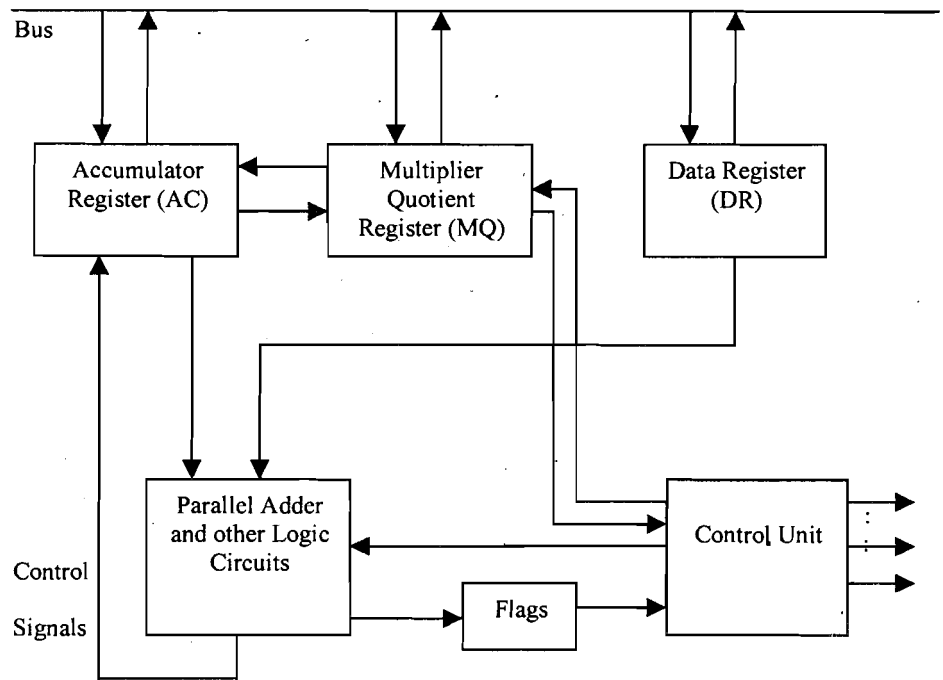 Bus
Accumulator
Register (AC)
Multiplier
Quotient
Register (MQ)
Data Register
(DR)
Parallel Adder
and other Logic
Circuits
Control Unit
Flags
Control
Signals